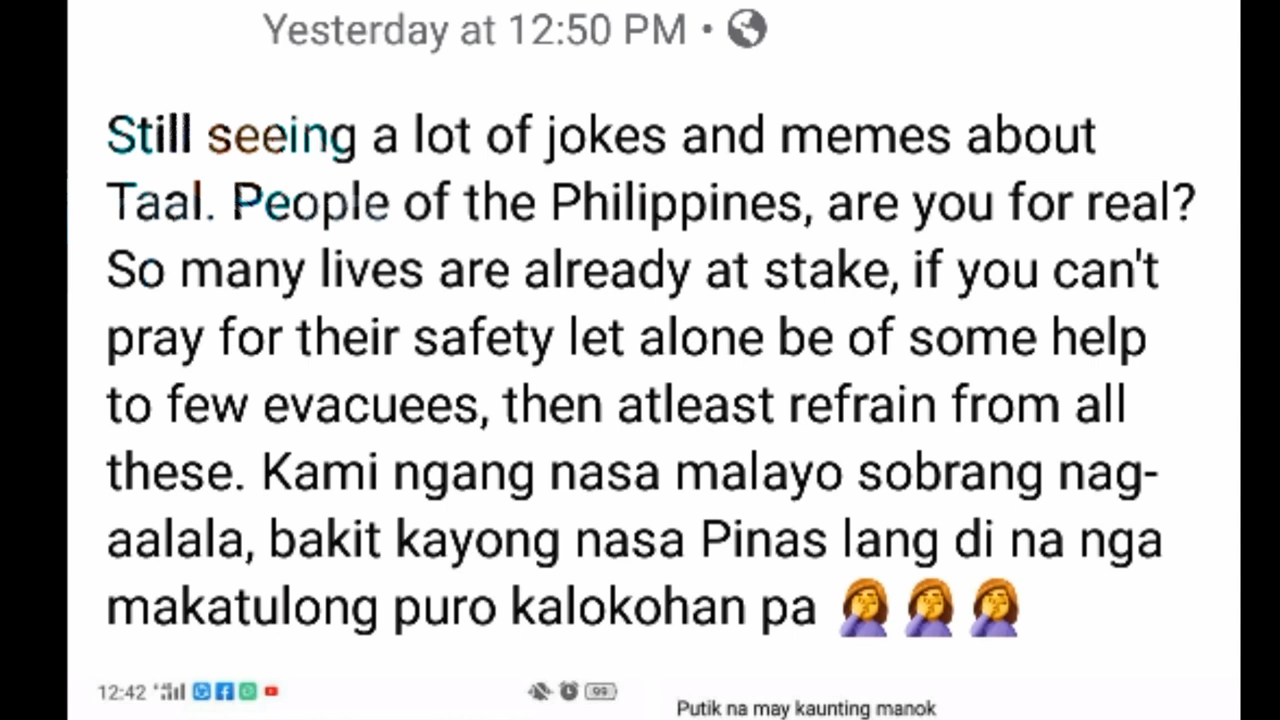 Yesterday at 12:50 PM •
Still seeing a lot of jokes and memes about
Taal. People of the Philippines, are you for real?
So many lives are already at stake, if you can't
pray for their safety let alone be of some help
to few evacuees, then atleast refrain from all
these. Kami ngang nasa malayo sobrang nag-
aalala, bakit kayong nasa Pinas lang di na nga
makatulong puro kalokohan pa 🤦‍♀️🤦‍♀️🤦‍♀️
12:42 99
Putik na may kaunting manok